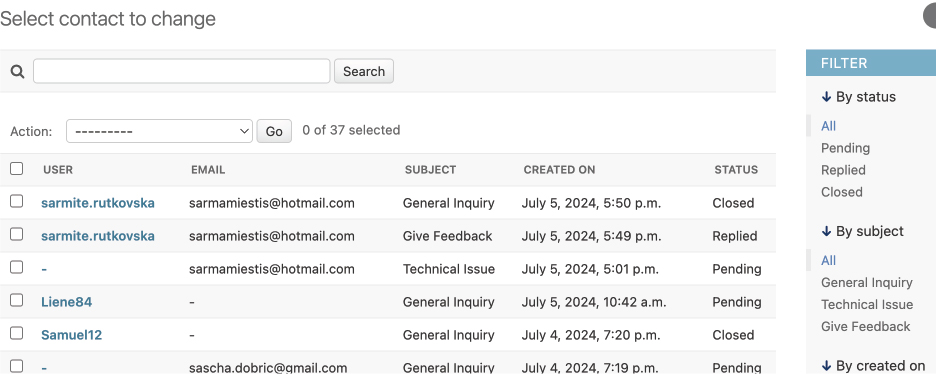 Select contact to change
Search
Action: --------- Go 0 of 37 selected
USER EMAIL SUBJECT CREATED ON STATUS
sarmite.rutkovska sarmamiestis@hotmail.com General Inquiry July 5, 2024, 5:50 p.m. Closed
sarmite.rutkovska sarmamiestis@hotmail.com Give Feedback July 5, 2024, 5:49 p.m. Replied
- sarmamiestis@hotmail.com Technical Issue July 5, 2024, 5:01 p.m. Pending
Liene84 - General Inquiry July 5, 2024, 10:42 a.m. Pending
Samuel12 - General Inquiry July 4, 2024, 7:20 p.m. Closed
- sascha.dobric@gmail.com General Inquiry July 4, 2024, 7:19 p.m. Pending
FILTER
↓ By status
All
Pending
Replied
Closed
↓ By subject
All
General Inquiry
Technical Issue
Give Feedback
↓ By created on